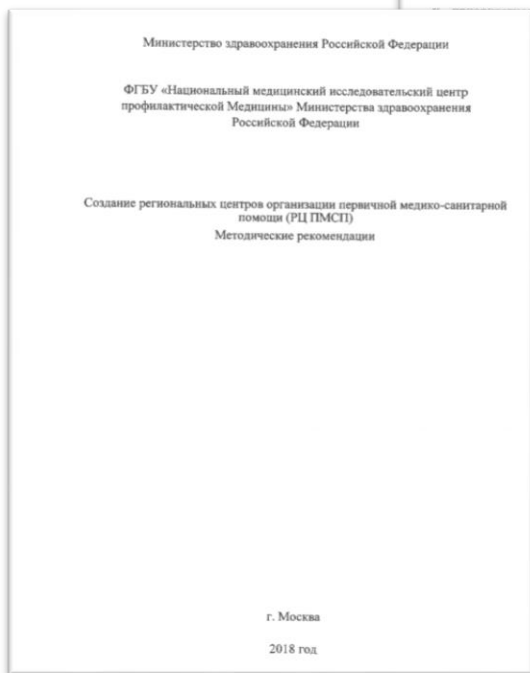 Министерство здравоохранения Российской Федерации
ФГБУ «Национальный медицинский исследовательский центр
профилактической Медицины» Министерства здравоохранения
Российской Федерации
Создание региональных центров организации первичной медико-санитарной
помощи (РЦ ПМСП)
Методические рекомендации
г. Москва
2018 год